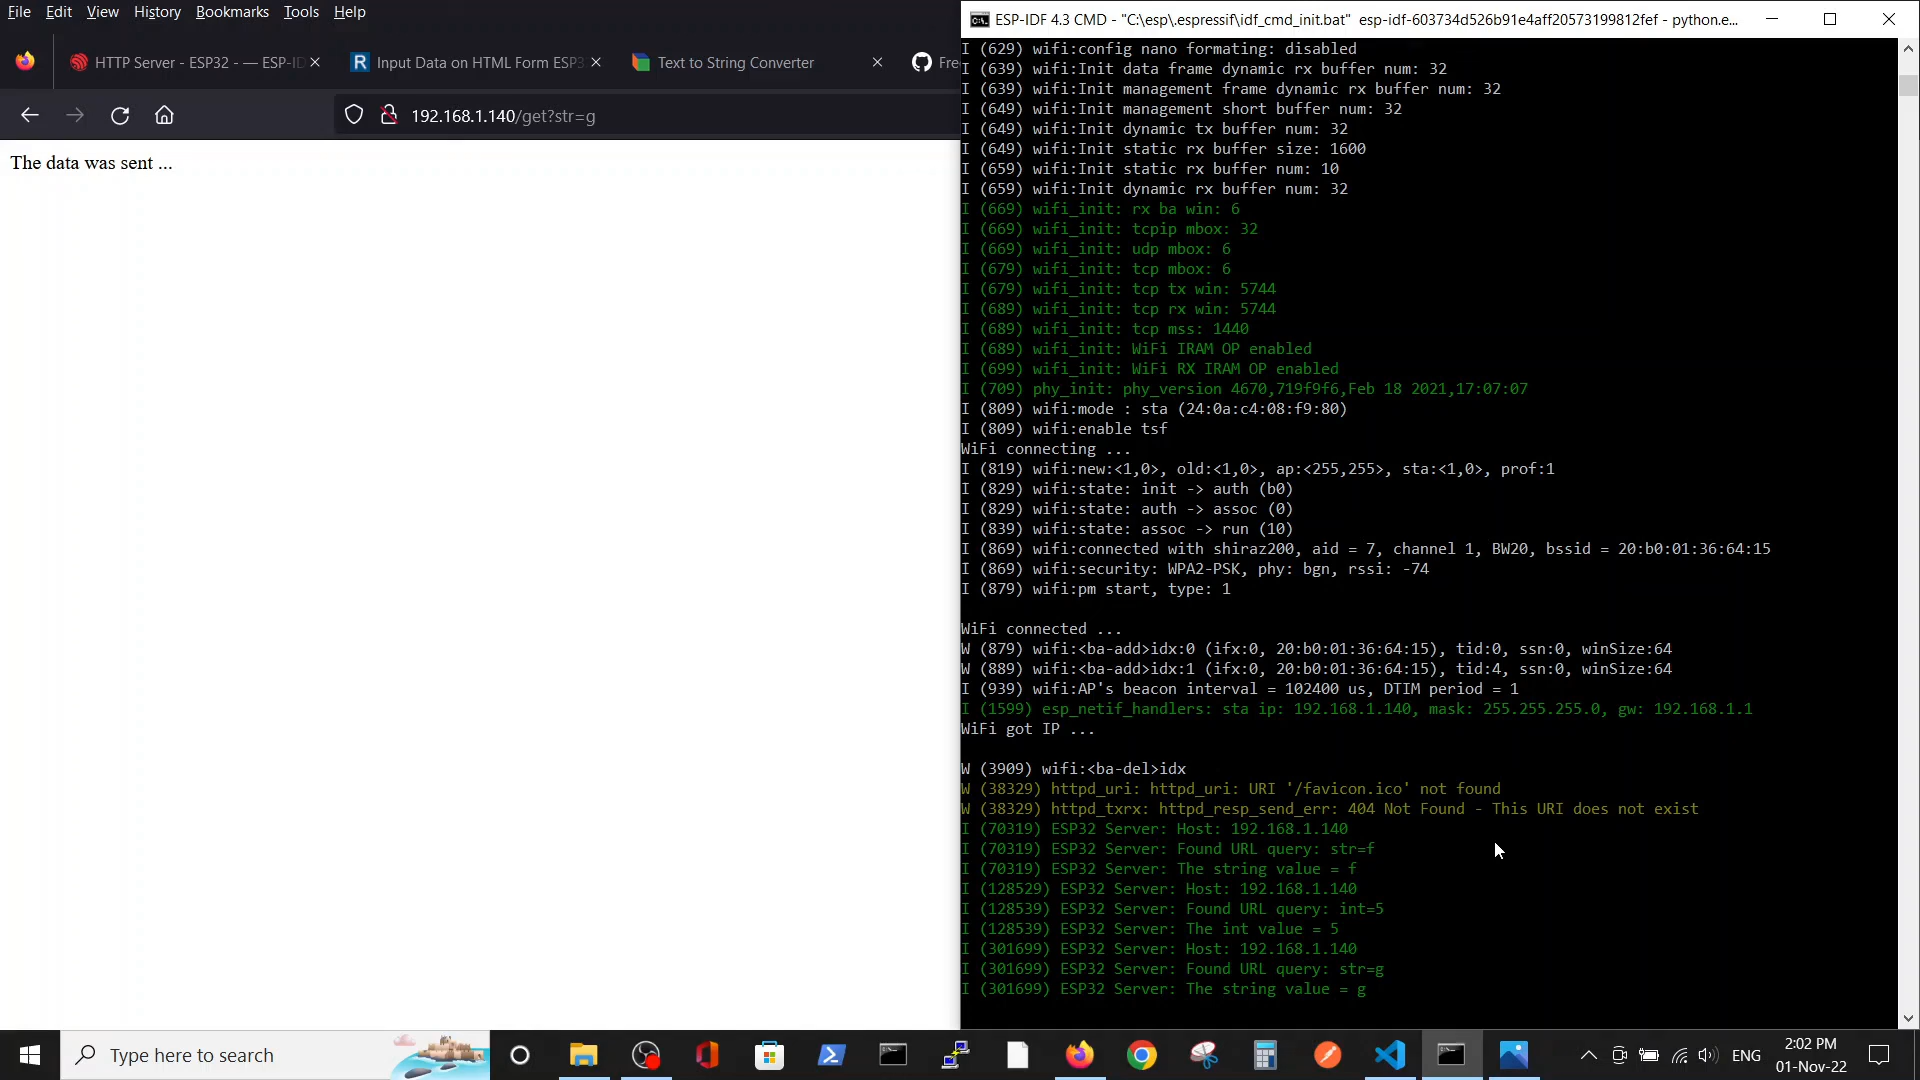 File Edit View History Bookmarks Tools Help
HTTP Server - ESP32 - — ESP-ID
Input Data on HTML Form ESP3
Text to String Converter
Fre
192.168.1.140/get?str=g
The data was sent ...
ESP-IDF 4.3 CMD - "C:\esp\.espressif\idf_cmd_init.bat" esp-idf-603734d526b91e4aff20573199812fef - python.e...
I (629) wifi:config nano formating: disabled
I (639) wifi:Init data frame dynamic rx buffer num: 32
I (639) wifi:Init management frame dynamic rx buffer num: 32
I (649) wifi:Init management short buffer num: 32
I (649) wifi:Init dynamic tx buffer num: 32
I (649) wifi:Init static rx buffer size: 1600
I (659) wifi:Init static rx buffer num: 10
I (659) wifi:Init dynamic rx buffer num: 32
I (669) wifi_init: rx ba win: 6
I (669) wifi_init: tcpip mbox: 32
I (669) wifi_init: udp mbox: 6
I (679) wifi_init: tcp mbox: 6
I (679) wifi_init: tcp tx win: 5744
I (689) wifi_init: tcp rx win: 5744
I (689) wifi_init: tcp mss: 1440
I (689) wifi_init: WiFi IRAM OP enabled
I (699) wifi_init: WiFi RX IRAM OP enabled
I (709) phy_init: phy_version 4670,719f9f6,Feb 18 2021,17:07:07
I (809) wifi:mode : sta (24:0a:c4:08:f9:80)
I (809) wifi:enable tsf
WiFi connecting ...
I (819) wifi:new:<1,0>, old:<1,0>, ap:<255,255>, sta:<1,0>, prof:1
I (829) wifi:state: init -> auth (b0)
I (829) wifi:state: auth -> assoc (0)
I (839) wifi:state: assoc -> run (10)
I (869) wifi:connected with shiraz200, aid = 7, channel 1, BW20, bssid = 20:b0:01:36:64:15
I (869) wifi:security: WPA2-PSK, phy: bgn, rssi: -74
I (879) wifi:pm start, type: 1
WiFi connected ...
W (879) wifi:<ba-add>idx:0 (ifx:0, 20:b0:01:36:64:15), tid:0, ssn:0, winSize:64
W (889) wifi:<ba-add>idx:1 (ifx:0, 20:b0:01:36:64:15), tid:4, ssn:0, winSize:64
I (939) wifi:AP's beacon interval = 102400 us, DTIM period = 1
I (1599) esp_netif_handlers: sta ip: 192.168.1.140, mask: 255.255.255.0, gw: 192.168.1.1
WiFi got IP ...
W (3909) wifi:<ba-del>idx
W (38329) httpd_uri: httpd_uri: URI '/favicon.ico' not found
W (38329) httpd_txrx: httpd_resp_send_err: 404 Not Found - This URI does not exist
I (70319) ESP32 Server: Host: 192.168.1.140
I (70319) ESP32 Server: Found URL query: str=f
I (70319) ESP32 Server: The string value = f
I (128529) ESP32 Server: Host: 192.168.1.140
I (128539) ESP32 Server: Found URL query: int=5
I (128539) ESP32 Server: The int value = 5
I (301699) ESP32 Server: Host: 192.168.1.140
I (301699) ESP32 Server: Found URL query: str=g
I (301699) ESP32 Server: The string value = g
Type here to search
ENG
2:02 PM
01-Nov-22